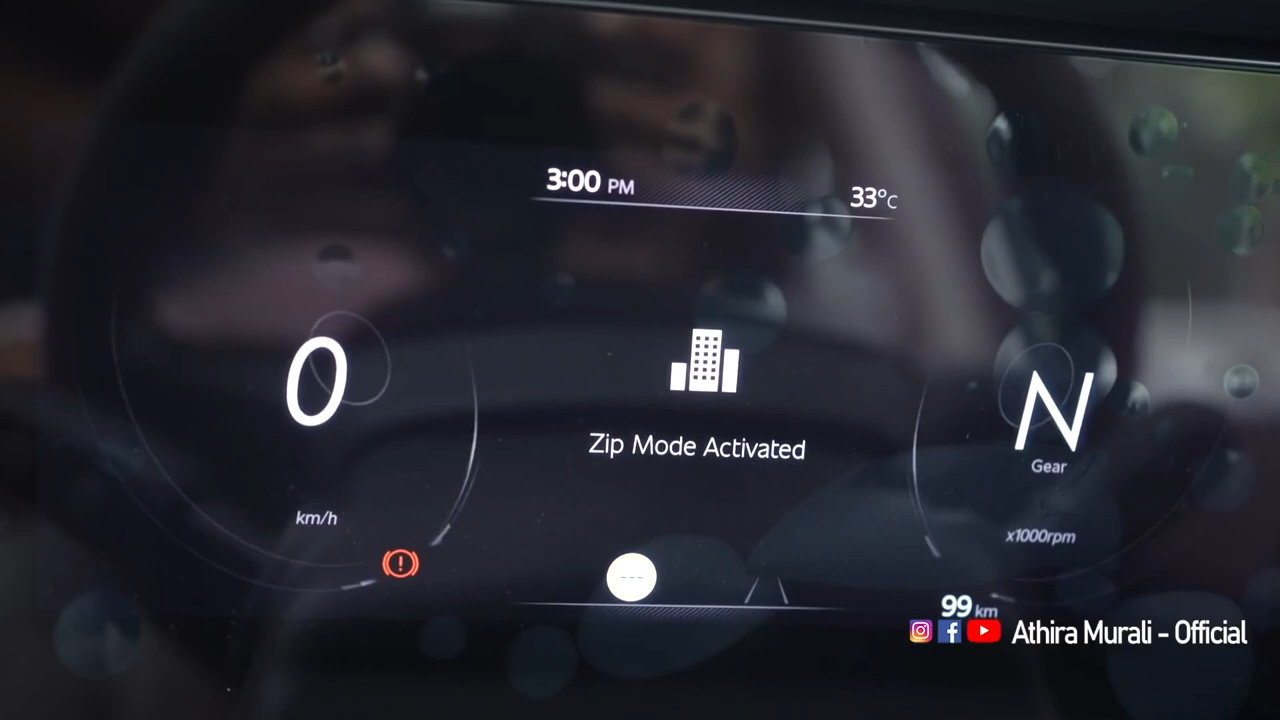 3:00 PM
33°C
0
km/h
Zip Mode Activated
N
Gear
x1000rpm
---
99 km
Athira Murali - Official